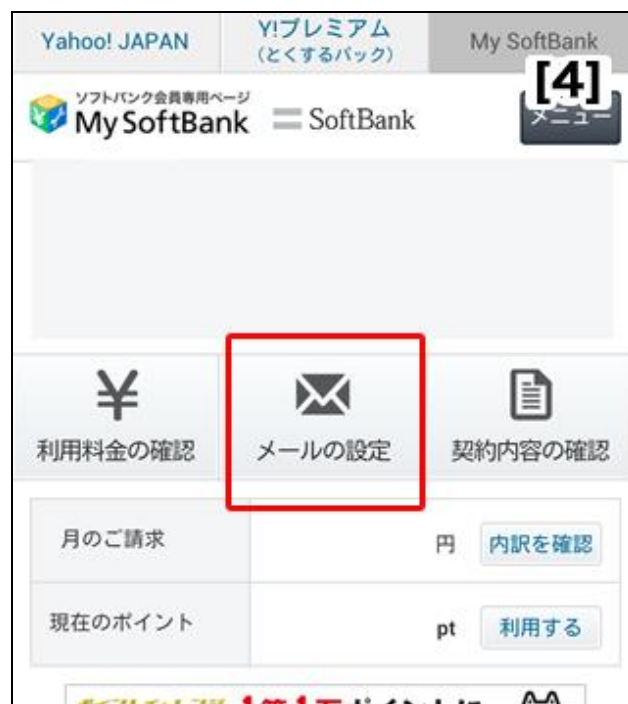 Yahoo! JAPAN
Y!プレミアム
(とくするパック)
My SoftBank
[4]
ソフトバンク会員専用ページ
My SoftBank
SoftBank
メニュー
利用料金の確認
メールの設定
契約内容の確認
月のご請求
円
内訳を確認
現在のポイント
pt
利用する